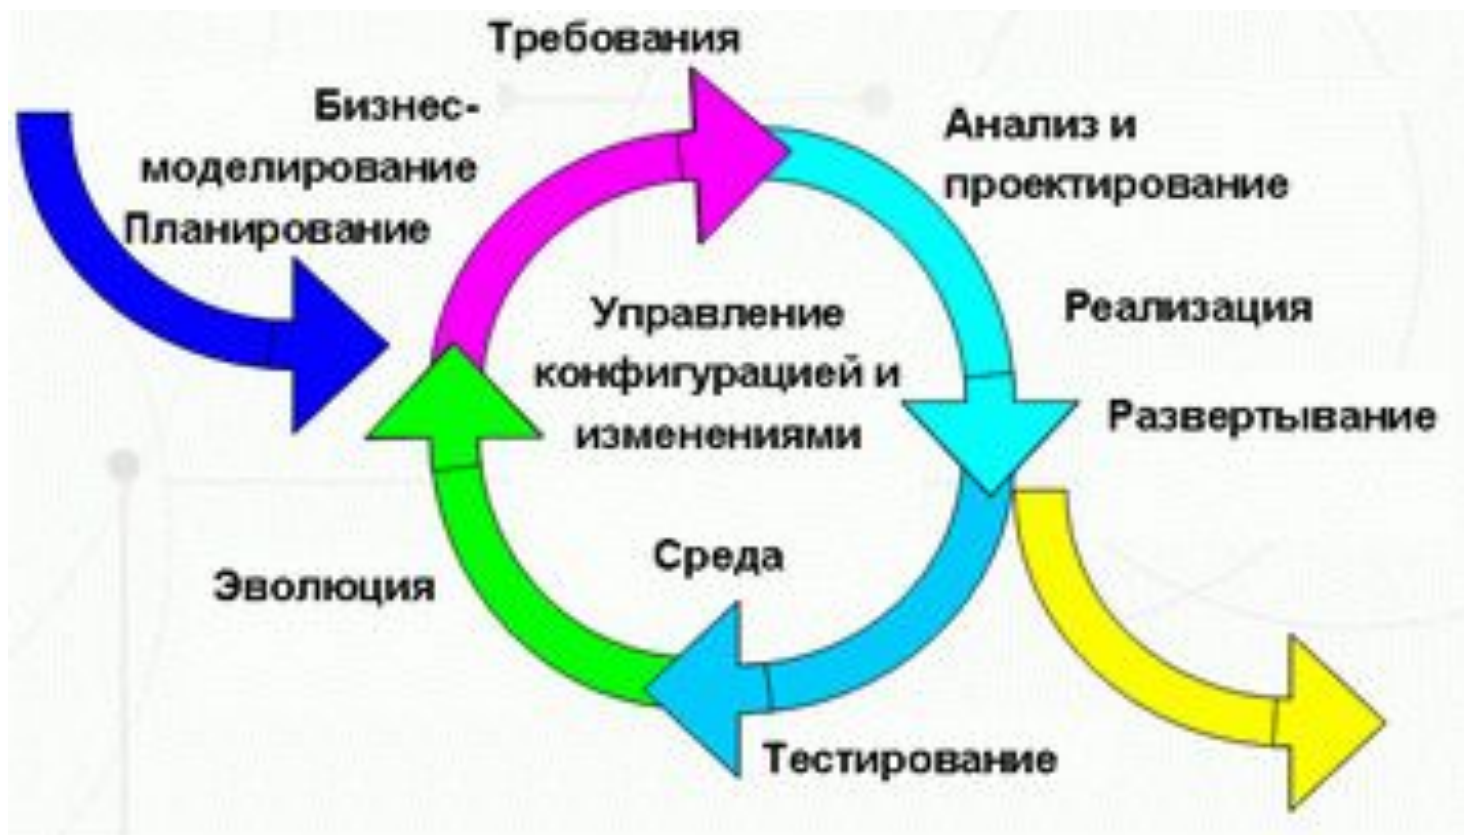 Требования
Бизнес-
моделирование
Планирование
Анализ и
проектирование
Реализация
Развертывание
Управление
конфигурацией и
изменениями
Среда
Эволюция
Тестирование